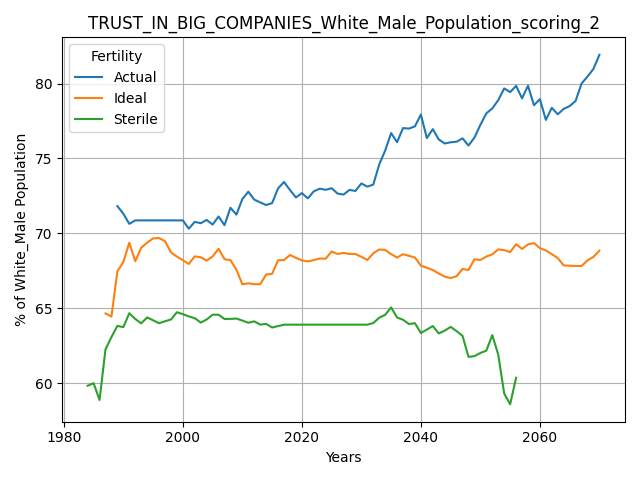 TRUST_IN_BIG_COMPANIES_White_Male_Population_scoring_2
Fertility
Actual
Ideal
Sterile
% of White_Male Population
80
75
70
65
60
1980
2000
2020
2040
2060
Years